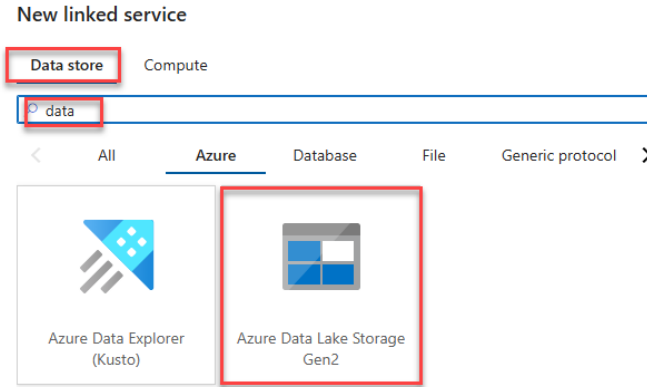 New linked service
Data store Compute
data
All Azure Database File Generic protocol
Azure Data Explorer Azure Data Lake Storage
(Kusto) Gen2